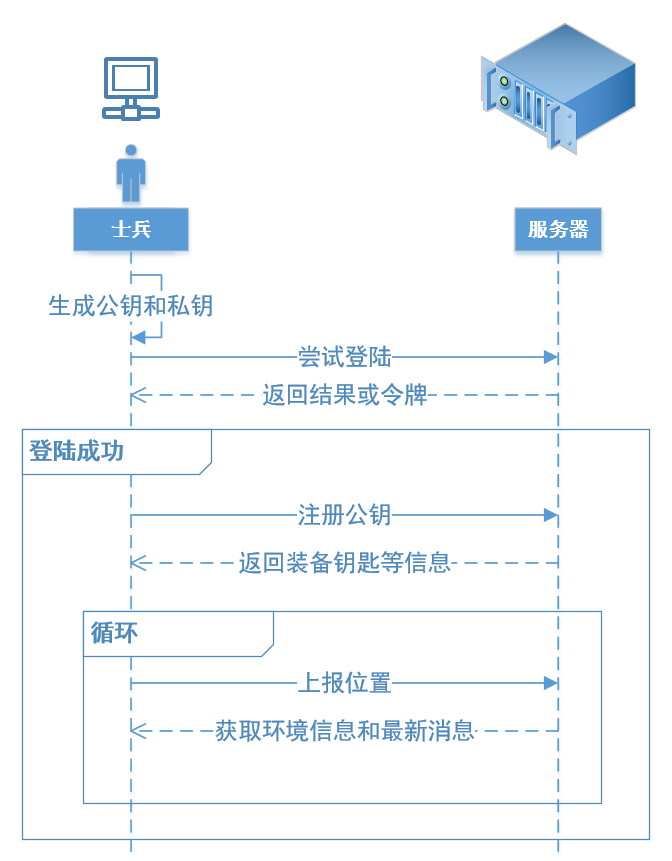 士兵
服务器
生成公钥和私钥
尝试登陆
返回结果或令牌
登陆成功
注册公钥
返回装备钥匙等信息
循环
上报位置
获取环境信息和最新消息